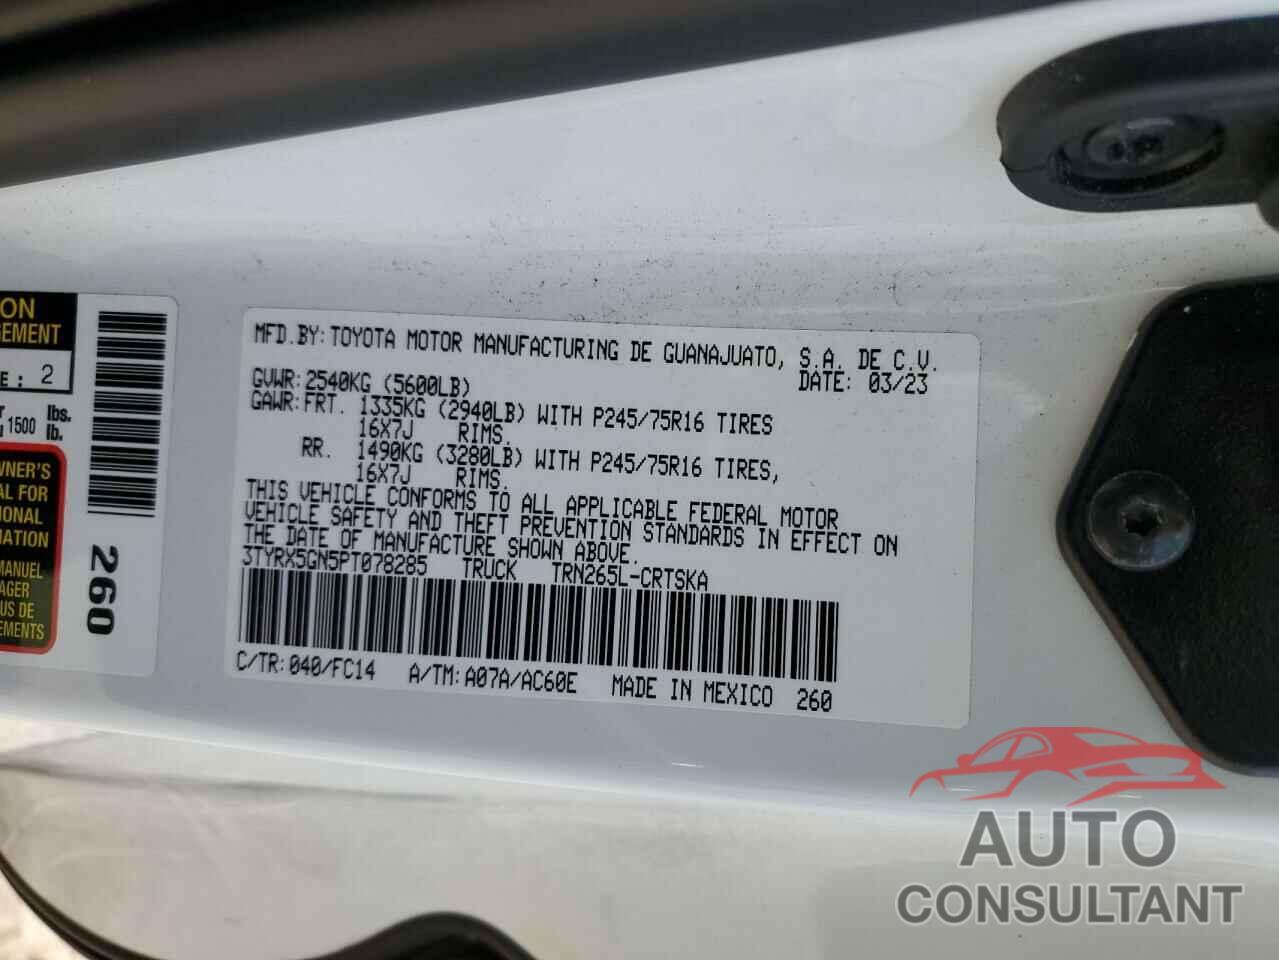 ON
GEMENT
E: 2
1500 lbs.
lb.
WNER'S
AL FOR
IONAL
MATION
MANUEL
AGER
US DE
EMENTS
260
MFD.BY:TOYOTA MOTOR MANUFACTURING DE GUANAJUATO, S.A. DE C.V.
GVWR:2540KG (5600LB) DATE: 03/23
GAWR:FRT. 1335KG (2940LB) WITH P245/75R16 TIRES
16X7J RIMS.
RR. 1490KG (3280LB) WITH P245/75R16 TIRES,
16X7J RIMS.
THIS VEHICLE CONFORMS TO ALL APPLICABLE FEDERAL MOTOR
VEHICLE SAFETY AND THEFT PREVENTION STANDARDS IN EFFECT ON
THE DATE OF MANUFACTURE SHOWN ABOVE.
3TYRX5GN5PT078285 TRUCK TRN265L-CRTSKA
C/TR:040/FC14 A/TM:A07A/AC60E MADE IN MEXICO 260
AUTO
CONSULTANT